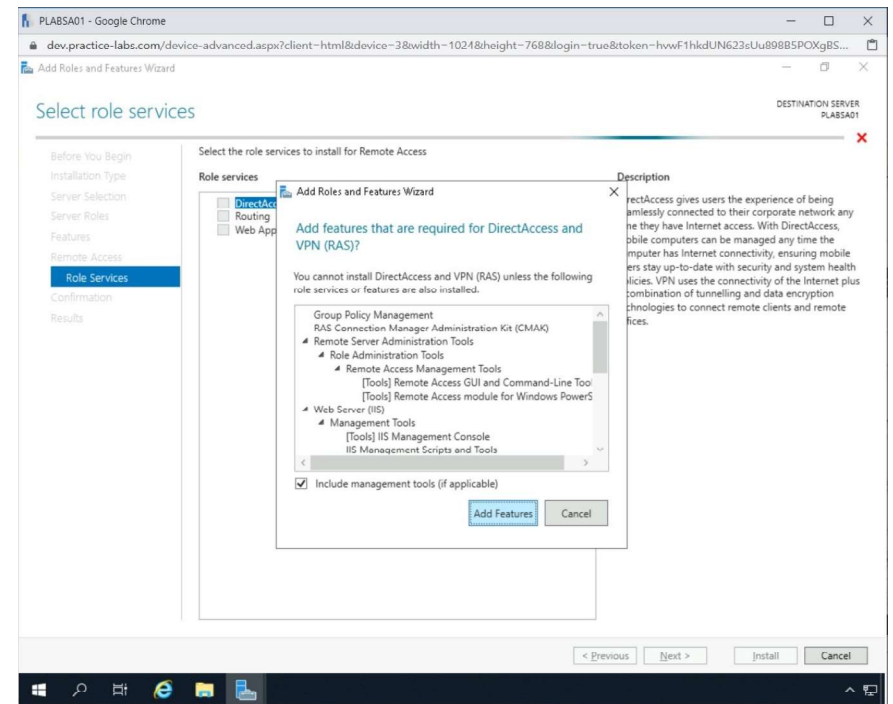 PLABSA01 - Google Chrome
dev.practice-labs.com/device-advanced.aspx?client=html&device=3&width=1024&height=768&login=true&token=hvwF1hkdUN623sUu898B5POXgBS...
Add Roles and Features Wizard
Select role services
DESTINATION SERVER
PLABSA01
Before You Begin
Installation Type
Server Selection
Server Roles
Features
Remote Access
Role Services
Confirmation
Results
Select the role services to install for Remote Access
Role services
DirectAcc
Routing
Web App
Description
rectAccess gives users the experience of being
amlessly connected to their corporate network any
ne they have Internet access. With DirectAccess,
obile computers can be managed any time the
mputer has Internet connectivity, ensuring mobile
ers stay up-to-date with security and system health
licies. VPN uses the connectivity of the Internet plus
combination of tunnelling and data encryption
chnologies to connect remote clients and remote
fices.
Add Roles and Features Wizard
Add features that are required for DirectAccess and
VPN (RAS)?
You cannot install DirectAccess and VPN (RAS) unless the following
role services or features are also installed.
Group Policy Management
RAS Connection Manager Administration Kit (CMAK)
Remote Server Administration Tools
Role Administration Tools
Remote Access Management Tools
[Tools] Remote Access GUI and Command-Line Too
[Tools] Remote Access module for Windows PowerS
Web Server (IIS)
Management Tools
[Tools] IIS Management Console
IIS Management Scripts and Tools
Include management tools (if applicable)
Add Features
Cancel
< Previous
Next >
Install
Cancel